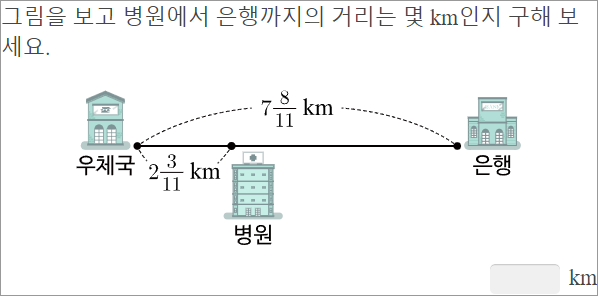 그림을 보고 병원에서 은행까지의 거리는 몇 km인지 구해 보
세요.
7 8/11 km
우체국
은행
2 3/11 km
병원
km